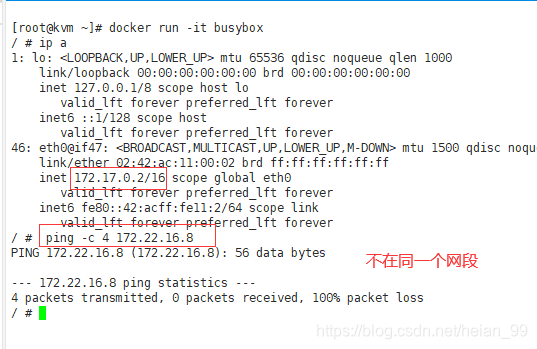 [root@kvm ~]# docker run -it busybox
/ # ip a
1: lo: <LOOPBACK,UP,LOWER_UP> mtu 65536 qdisc noqueue qlen 1000
link/loopback 00:00:00:00:00:00 brd 00:00:00:00:00:00
inet 127.0.0.1/8 scope host lo
valid_lft forever preferred_lft forever
inet6 ::1/128 scope host
valid_lft forever preferred_lft forever
46: eth0@if47: <BROADCAST,MULTICAST,UP,LOWER_UP,M-DOWN> mtu 1500 qdisc noque
link/ether 02:42:ac:11:00:02 brd ff:ff:ff:ff:ff:ff
inet 172.17.0.2/16 scope global eth0
valid_lft forever preferred_lft forever
inet6 fe80::42:acff:fe11:2/64 scope link
valid_lft forever preferred_lft forever
/ # ping -c 4 172.22.16.8
PING 172.22.16.8 (172.22.16.8): 56 data bytes
不在同一个网段
--- 172.22.16.8 ping statistics ---
4 packets transmitted, 0 packets received, 100% packet loss
/ #
https://blog.csdn.net/heian_99